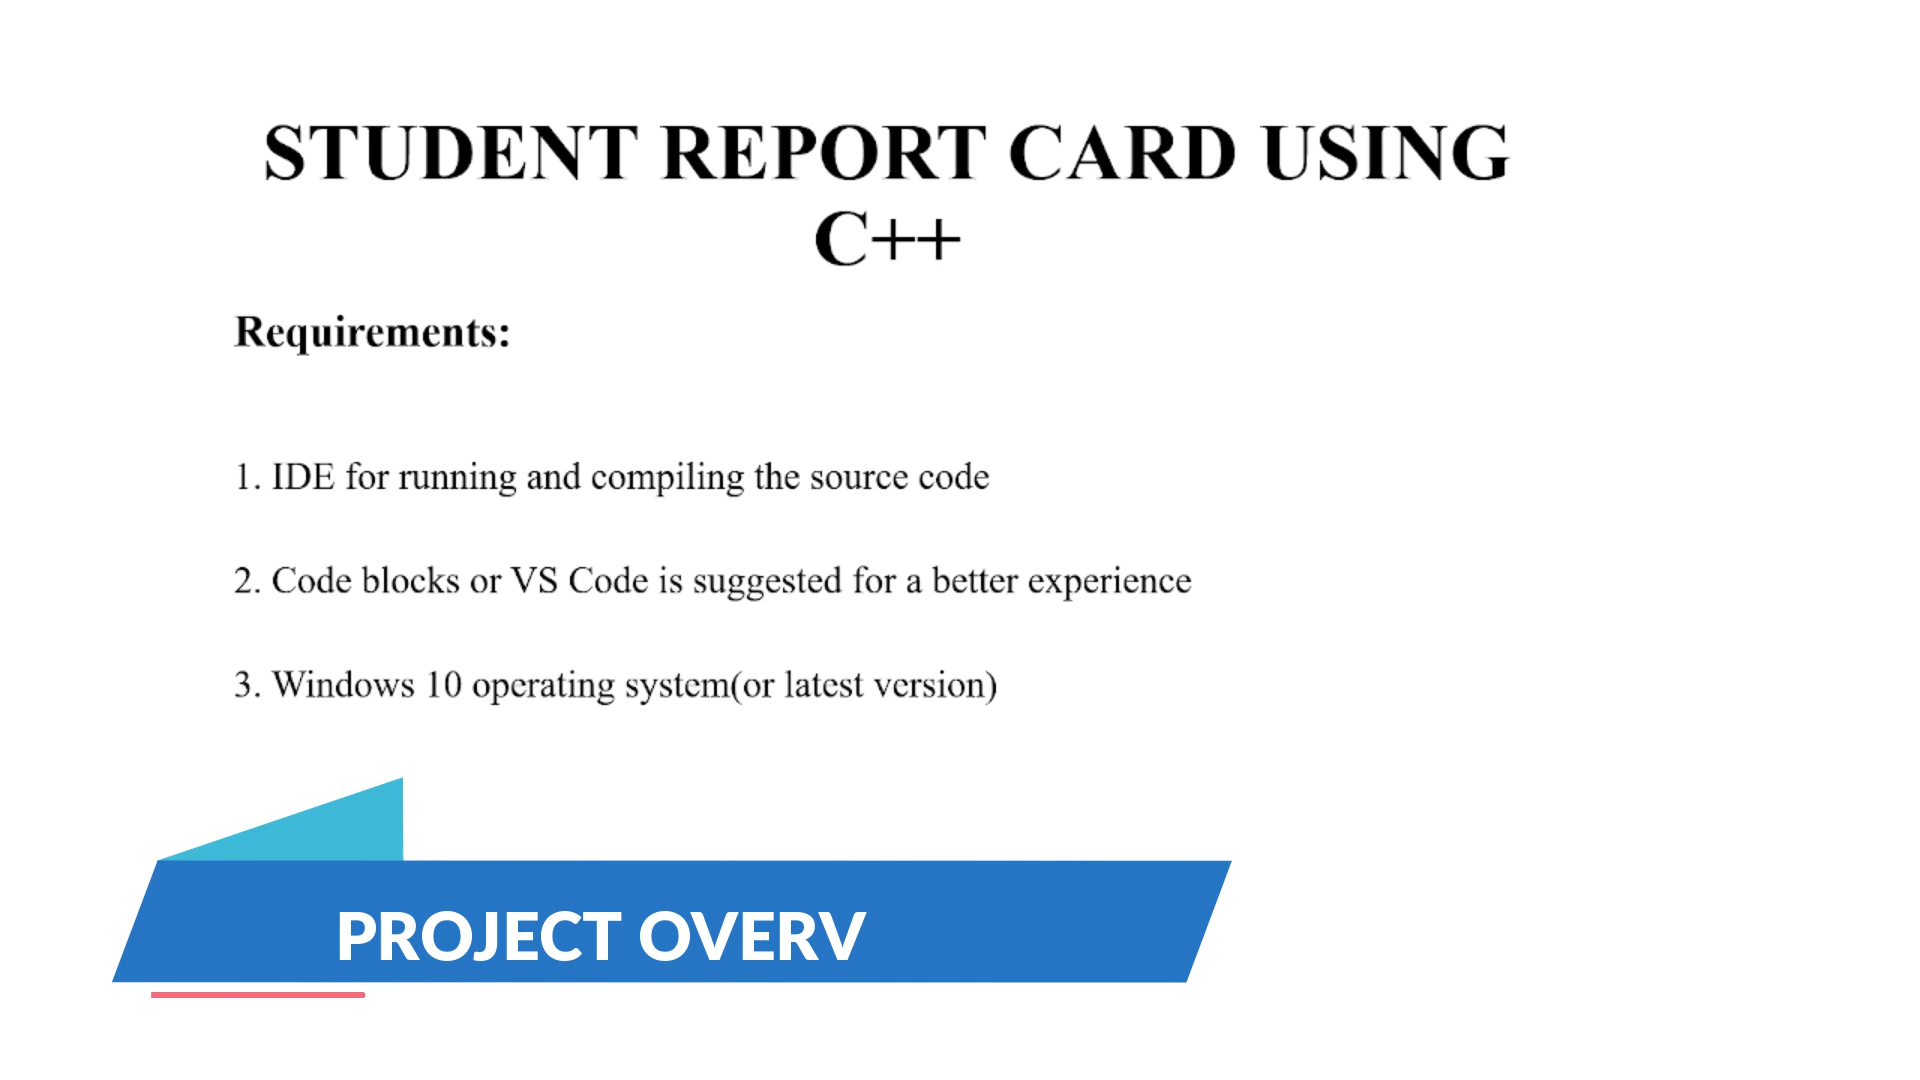 STUDENT REPORT CARD USING
C++
Requirements:
1. IDE for running and compiling the source code
2. Code blocks or VS Code is suggested for a better experience
3. Windows 10 operating system(or latest version)
PROJECT OVERV